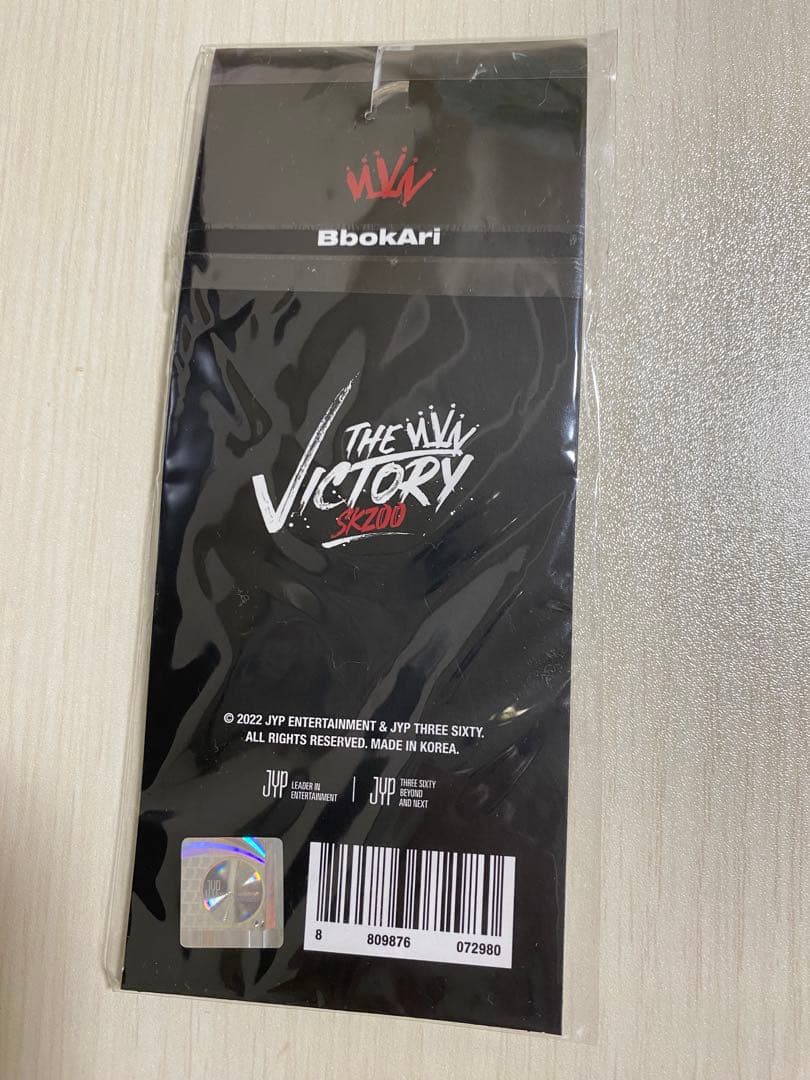 BbokAri
THE
VICTORY
SKZOO
© 2022 JYP ENTERTAINMENT & JYP THREE SIXTY.
ALL RIGHTS RESERVED. MADE IN KOREA.
JYP LEADER IN
ENTERTAINMENT
JYP THREE SIXTY
BEYOND
AND NEXT
JYP
8 809876 072980